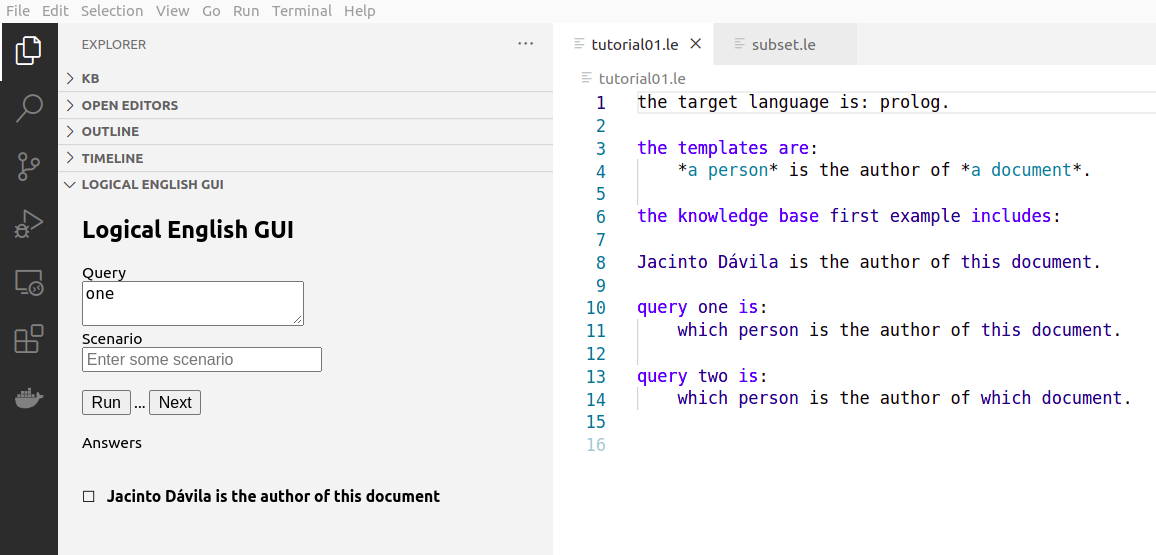 File Edit Selection View Go Run Terminal Help
EXPLORER ...
KB
OPEN EDITORS
OUTLINE
TIMELINE
LOGICAL ENGLISH GUI
Logical English GUI
Query
one
Scenario
Enter some scenario
Run ... Next
Answers
Jacinto Dávila is the author of this document
tutorial01.le subset.le
tutorial01.le
1 the target language is: prolog.
2
3 the templates are:
4 *a person* is the author of *a document*.
5
6 the knowledge base first example includes:
7
8 Jacinto Dávila is the author of this document.
9
10 query one is:
11 which person is the author of this document.
12
13 query two is:
14 which person is the author of which document.
15
16